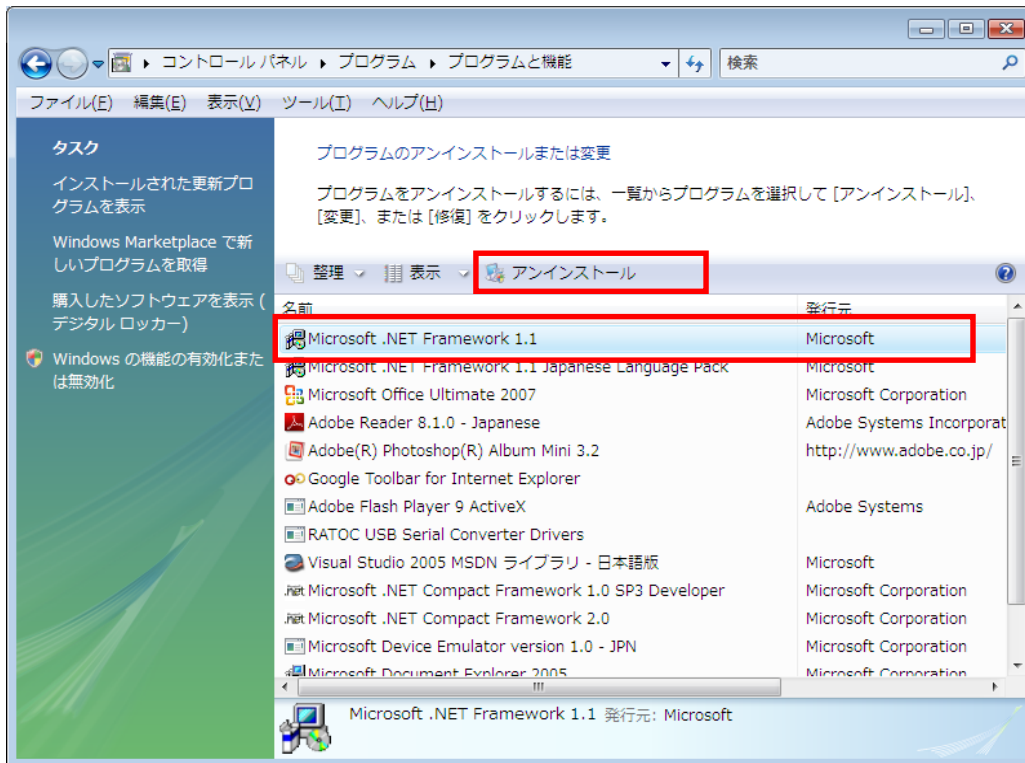 コントロール パネル ▸ プログラム ▸ プログラムと機能
検索
ファイル(F) 編集(E) 表示(V) ツール(T) ヘルプ(H)
タスク
インストールされた更新プロ
グラムを表示
Windows Marketplace で新
しいプログラムを取得
購入したソフトウェアを表示 (
デジタル ロッカー)
Windows の機能の有効化また
は無効化
プログラムのアンインストールまたは変更
プログラムをアンインストールするには、一覧からプログラムを選択して [アンインストール]、
[変更]、または [修復] をクリックします。
整理 表示 アンインストール
名前 発行元
Microsoft .NET Framework 1.1 Microsoft
Microsoft .NET Framework 1.1 Japanese Language Pack Microsoft
Microsoft Office Ultimate 2007 Microsoft Corporation
Adobe Reader 8.1.0 - Japanese Adobe Systems Incorporat
Adobe(R) Photoshop(R) Album Mini 3.2 http://www.adobe.co.jp/
Google Toolbar for Internet Explorer
Adobe Flash Player 9 ActiveX Adobe Systems
RATOC USB Serial Converter Drivers
Visual Studio 2005 MSDN ライブラリ - 日本語版 Microsoft
Microsoft .NET Compact Framework 1.0 SP3 Developer Microsoft Corporation
Microsoft .NET Compact Framework 2.0 Microsoft Corporation
Microsoft Device Emulator version 1.0 - JPN Microsoft Corporation
Microsoft Document Explorer 2005 Microsoft Corporation
Microsoft .NET Framework 1.1 発行元: Microsoft